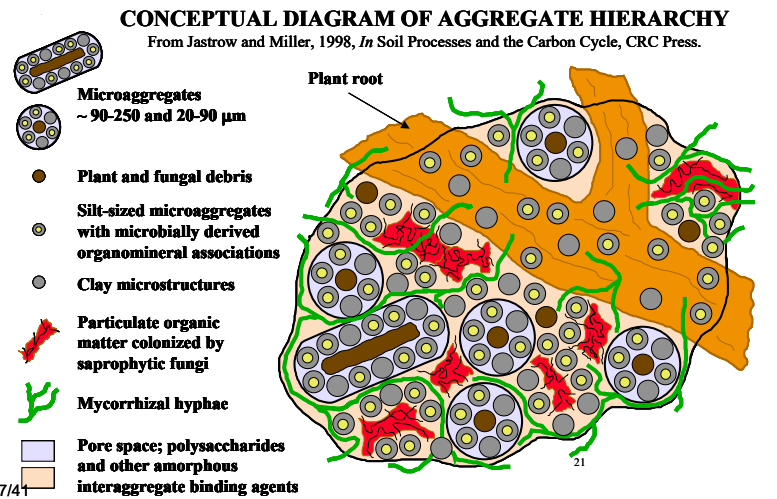 CONCEPTUAL DIAGRAM OF AGGREGATE HIERARCHY
From Jastrow and Miller, 1998, In Soil Processes and the Carbon Cycle, CRC Press.
Plant root
Microaggregates
~ 90-250 and 20-90 μm
Plant and fungal debris
Silt-sized microaggregates
with microbially derived
organomineral associations
Clay microstructures
Particulate organic
matter colonized by
saprophytic fungi
Mycorrhizal hyphae
Pore space; polysaccharides
and other amorphous
interaggregate binding agents
21
7/41